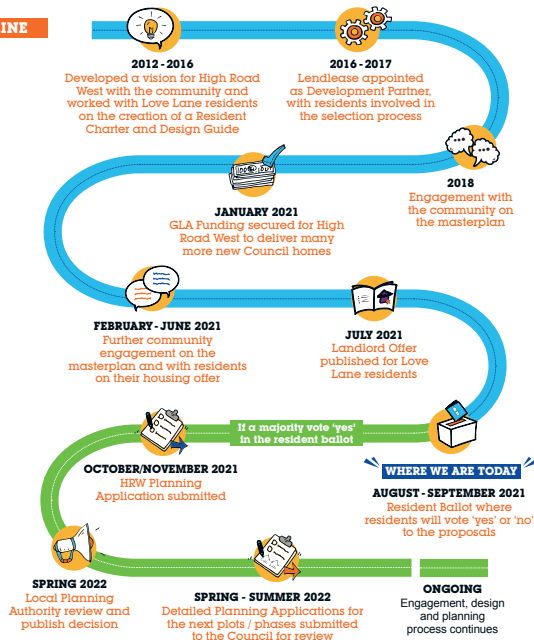 INE
2012 - 2016
Developed a vision for High Road
West with the community and
worked with Love Lane residents
on the creation of a Resident
Charter and Design Guide
2016 - 2017
Lendlease appointed
as Development Partner,
with residents involved in
the selection process
2018
Engagement with
the community on
the masterplan
JANUARY 2021
GLA Funding secured for High
Road West to deliver many
more new Council homes
FEBRUARY - JUNE 2021
Further community
engagement on the
masterplan and with residents
on their housing offer
JULY 2021
Landlord Offer
published for Love
Lane residents
If a majority vote ‘yes’
in the resident ballot
WHERE WE ARE TODAY
AUGUST - SEPTEMBER 2021
Resident Ballot where
residents will vote ‘yes’ or ‘no’
to the proposals
OCTOBER/NOVEMBER 2021
HRW Planning
Application submitted
SPRING 2022
Local Planning
Authority review and
publish decision
SPRING - SUMMER 2022
Detailed Planning Applications for
the next plots / phases submitted
to the Council for review
ONGOING
Engagement, design
and planning
process continues